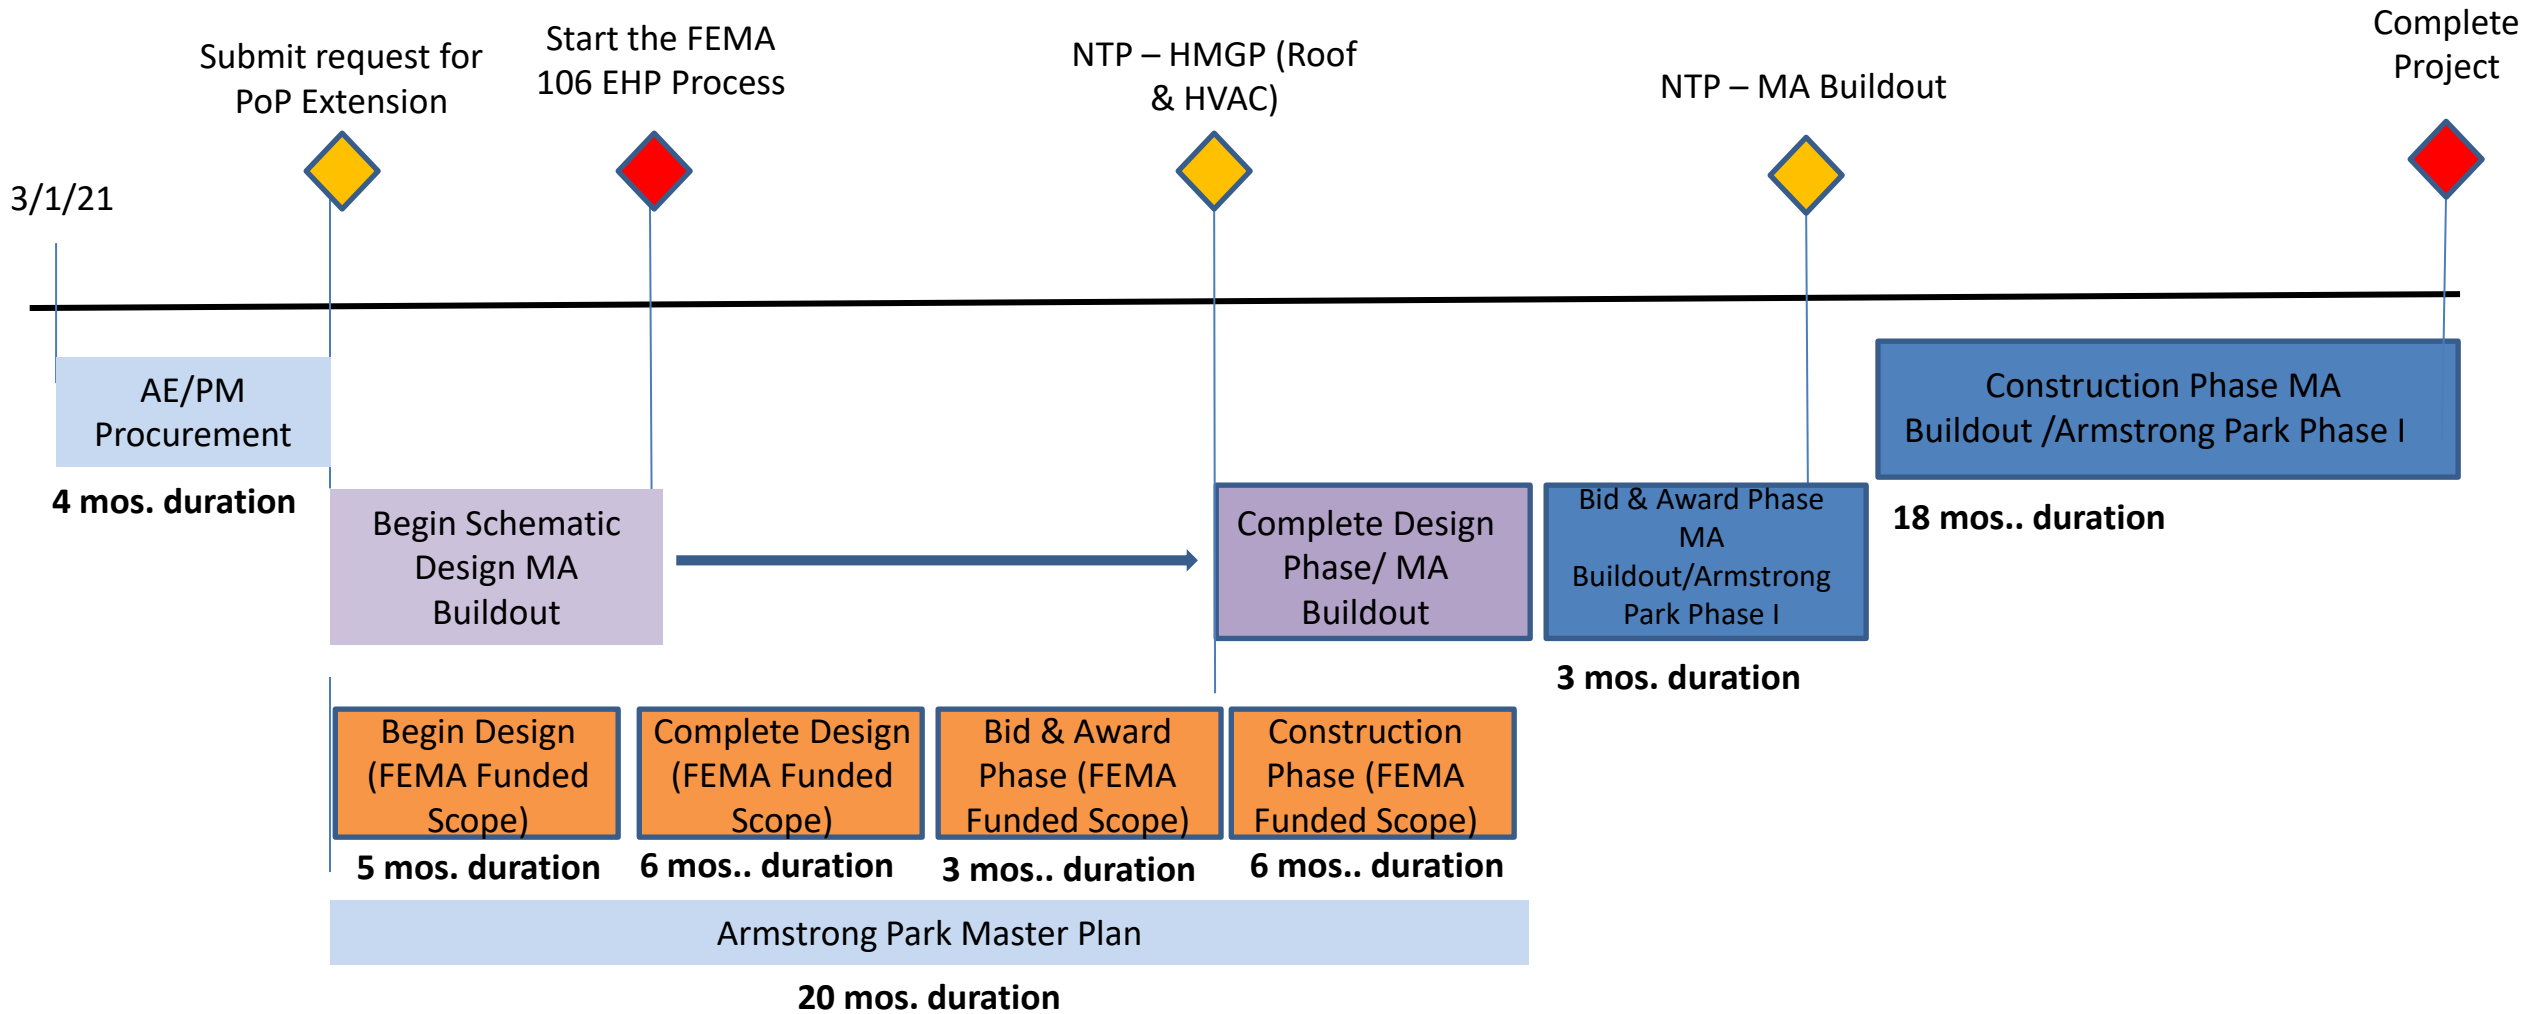 Submit request for
PoP Extension
Start the FEMA
106 EHP Process
NTP – HMGP (Roof
& HVAC)
NTP – MA Buildout
Complete
Project
3/1/21
AE/PM
Procurement
4 mos. duration
Begin Schematic
Design MA
Buildout
Complete Design
Phase/ MA
Buildout
Bid & Award Phase
MA
Buildout/Armstrong
Park Phase I
3 mos. duration
Construction Phase MA
Buildout /Armstrong Park Phase I
18 mos.. duration
Begin Design
(FEMA Funded
Scope)
5 mos. duration
Complete Design
(FEMA Funded
Scope)
6 mos.. duration
Bid & Award
Phase (FEMA
Funded Scope)
3 mos.. duration
Construction
Phase (FEMA
Funded Scope)
6 mos.. duration
Armstrong Park Master Plan
20 mos. duration